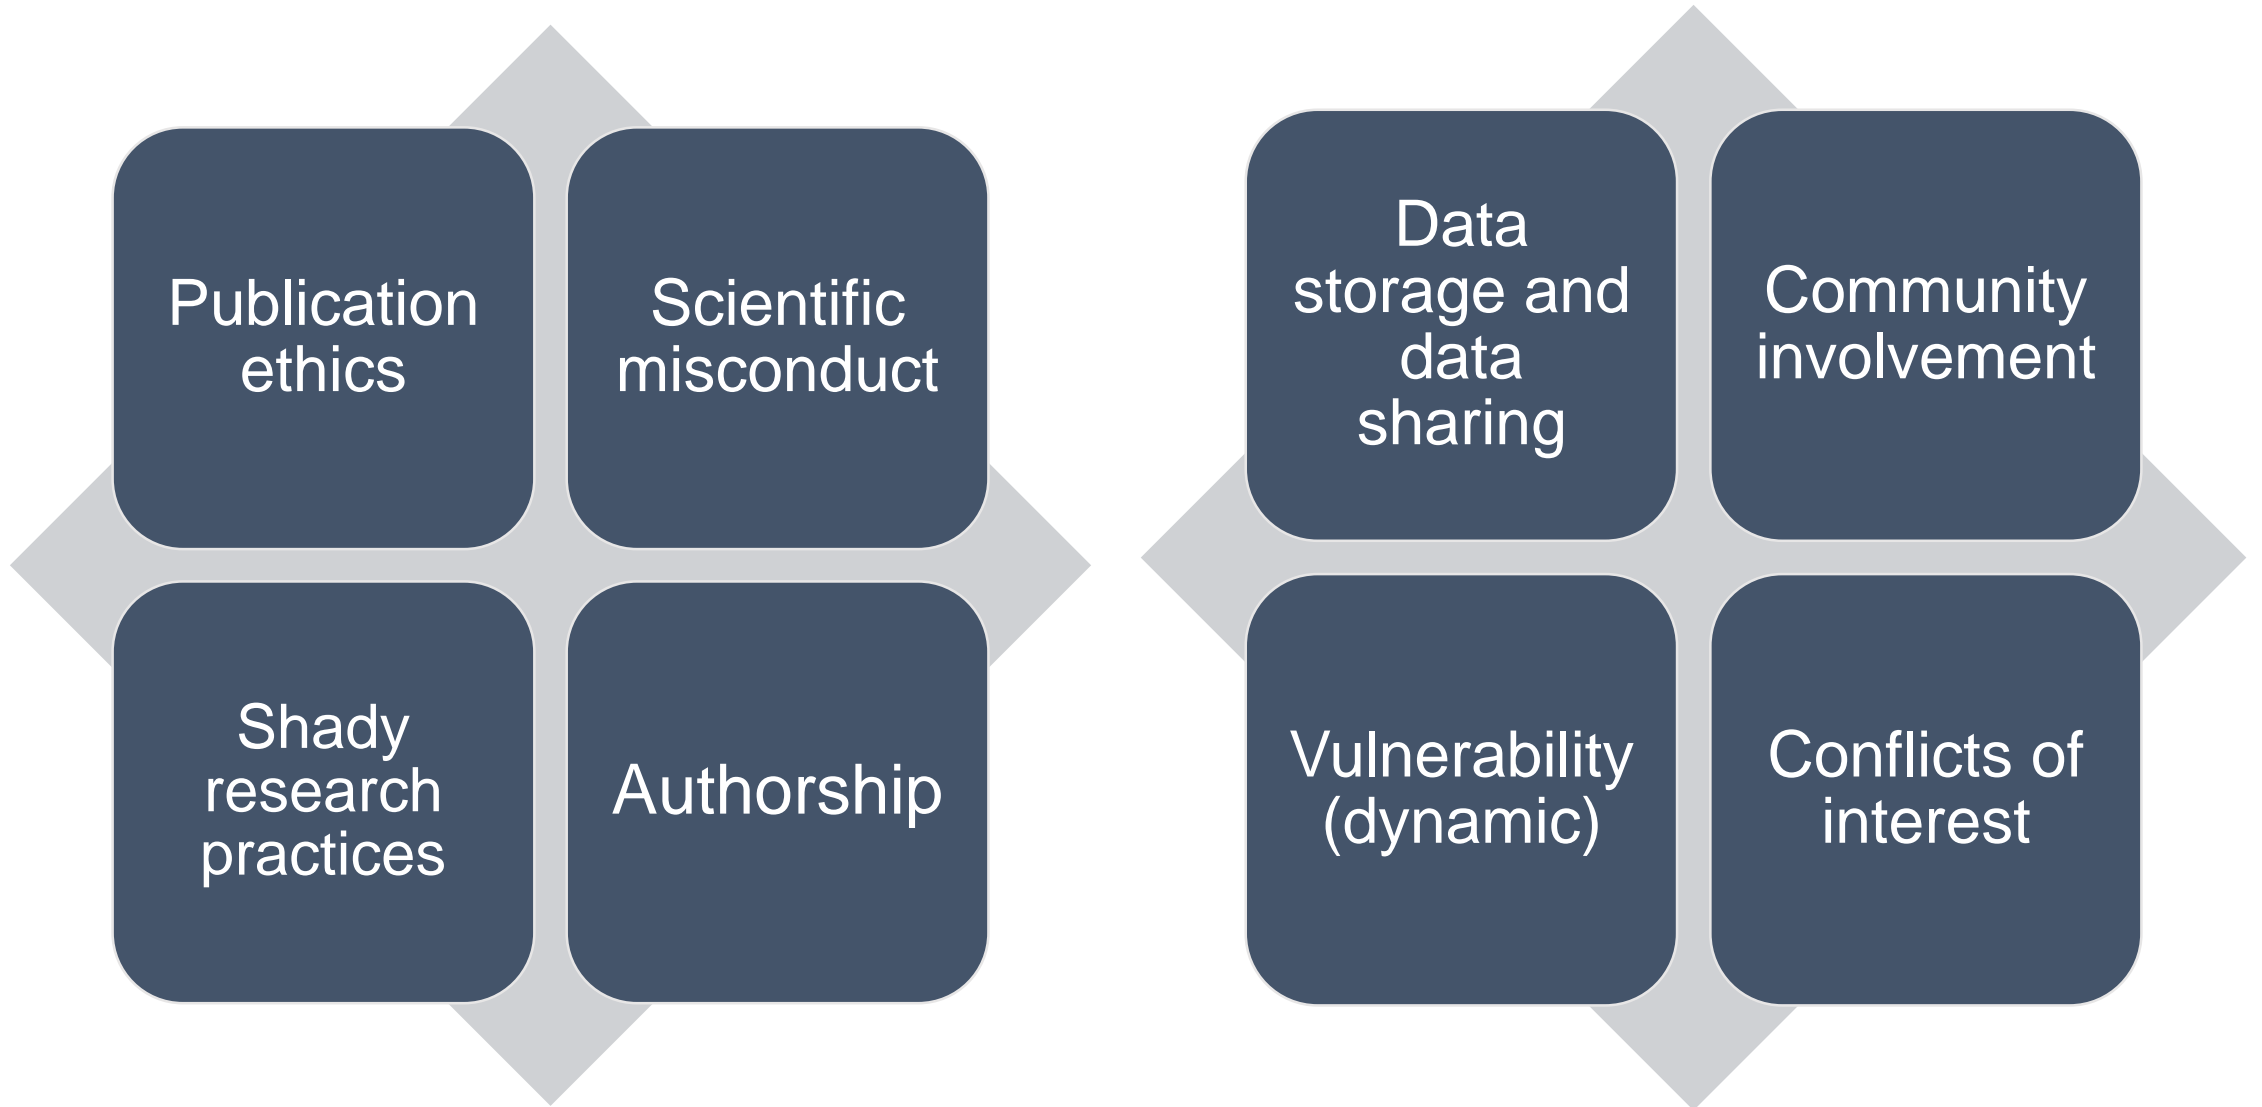 Publication
ethics
Scientific
misconduct
Shady
research
practices
Authorship
Data
storage and
data
sharing
Community
involvement
Vulnerability
(dynamic)
Conflicts of
interest